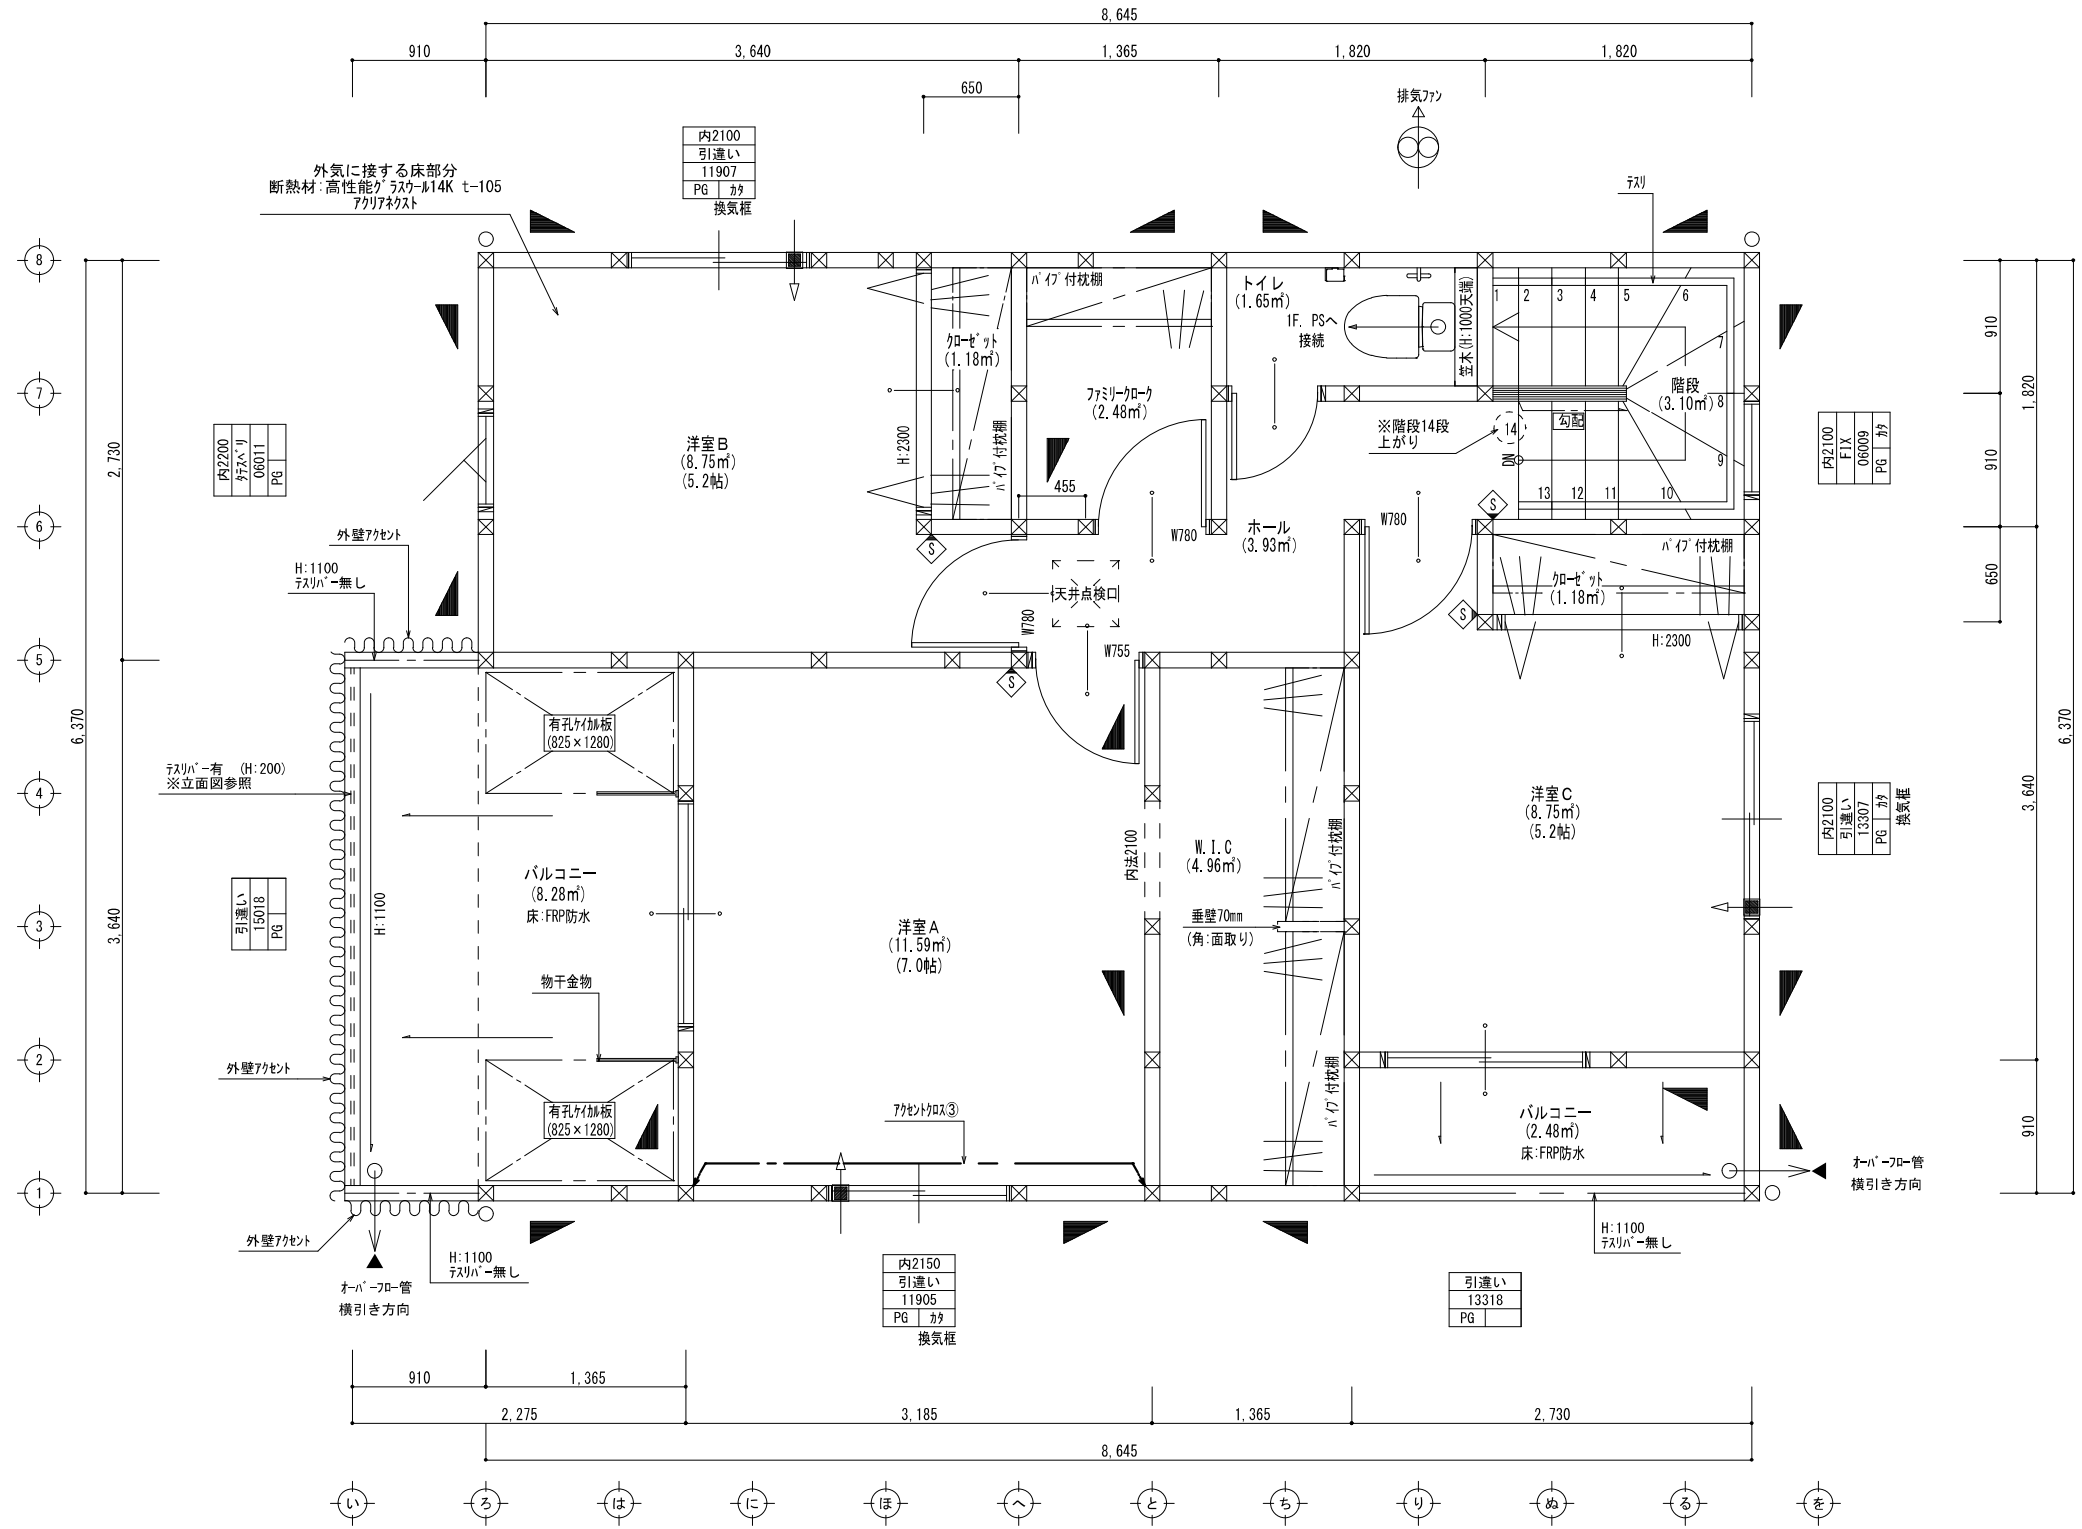 8,645
910
3,640
1,365
1,820
1,820
650
排気ファン
内2100
引違い
11907
PG カタ
換気框
外気に接する床部分
断熱材:高性能グラスウール14K t-105
アクリアネクスト
テスリ
8
7
6
5
4
3
2
1
6,370
2,730
3,640
910
910
650
1,820
3,640
910
6,370
パイプ付枕棚
トイレ
(1.65㎡)
1F. PSへ
接続
笠木(H:1000天端)
1
2
3
4
5
6
7
8
9
10
11
12
13
14
クローゼット
(1.18㎡)
H:2300
パイプ付枕棚
ファミリークローク
(2.48㎡)
階段
(3.10㎡)
勾配
DN
※階段14段
上がり
洋室B
(8.75㎡)
(5.2帖)
内2200
タテスベリ
06011
PG
内2100
FIX
06009
PG カタ
455
W780
ホール
(3.93㎡)
W780
S
S
S
天井点検口
W780
W755
パイプ付枕棚
クローゼット
(1.18㎡)
H:2300
外壁アクセント
H:1100
テスリバー無し
有孔ケイカル板
(825×1280)
テスリバー有 (H:200)
※立面図参照
引違い
15018
PG
H:1100
バルコニー
(8.28㎡)
床:FRP防水
物干金物
洋室A
(11.59㎡)
(7.0帖)
内法2100
W.I.C
(4.96㎡)
パイプ付枕棚
垂壁70mm
(角:面取り)
パイプ付枕棚
洋室C
(8.75㎡)
(5.2帖)
内2100
引違い
13307
PG カタ
換気框
外壁アクセント
有孔ケイカル板
(825×1280)
アクセントクロス③
バルコニー
(2.48㎡)
床:FRP防水
オーバーフロー管
横引き方向
外壁アクセント
H:1100
テスリバー無し
オーバーフロー管
横引き方向
H:1100
テスリバー無し
内2150
引違い
11905
PG カタ
換気框
引違い
13318
PG
910
1,365
2,275
3,185
1,365
2,730
8,645
い
ろ
は
に
ほ
へ
と
ち
り
ぬ
る
を